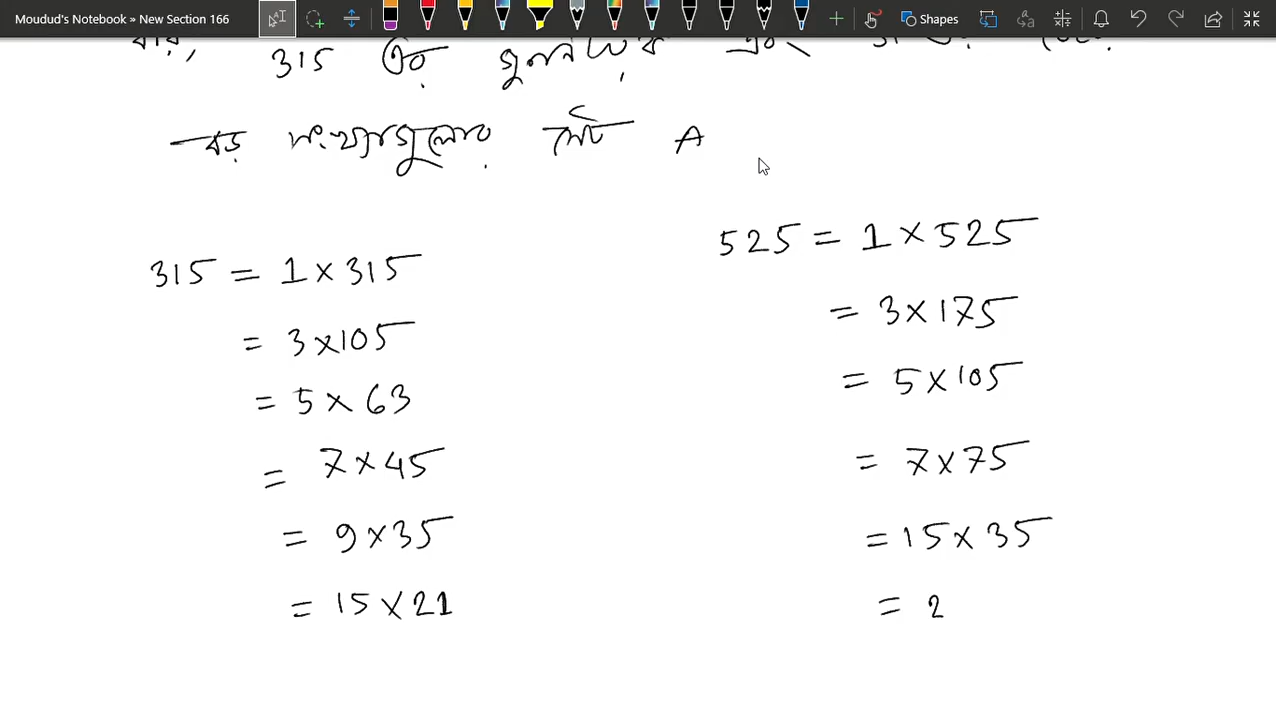 Moudud's Notebook » New Section 166
Shapes
315 এর গুণনীয়ক এবং
বড় সংখ্যাগুলোর সেট A
315 = 1 × 315
= 3 × 105
= 5 × 63
= 7 × 45
= 9 × 35
= 15 × 21
525 = 1 × 525
= 3 × 175
= 5 × 105
= 7 × 75
= 15 × 35
= 2